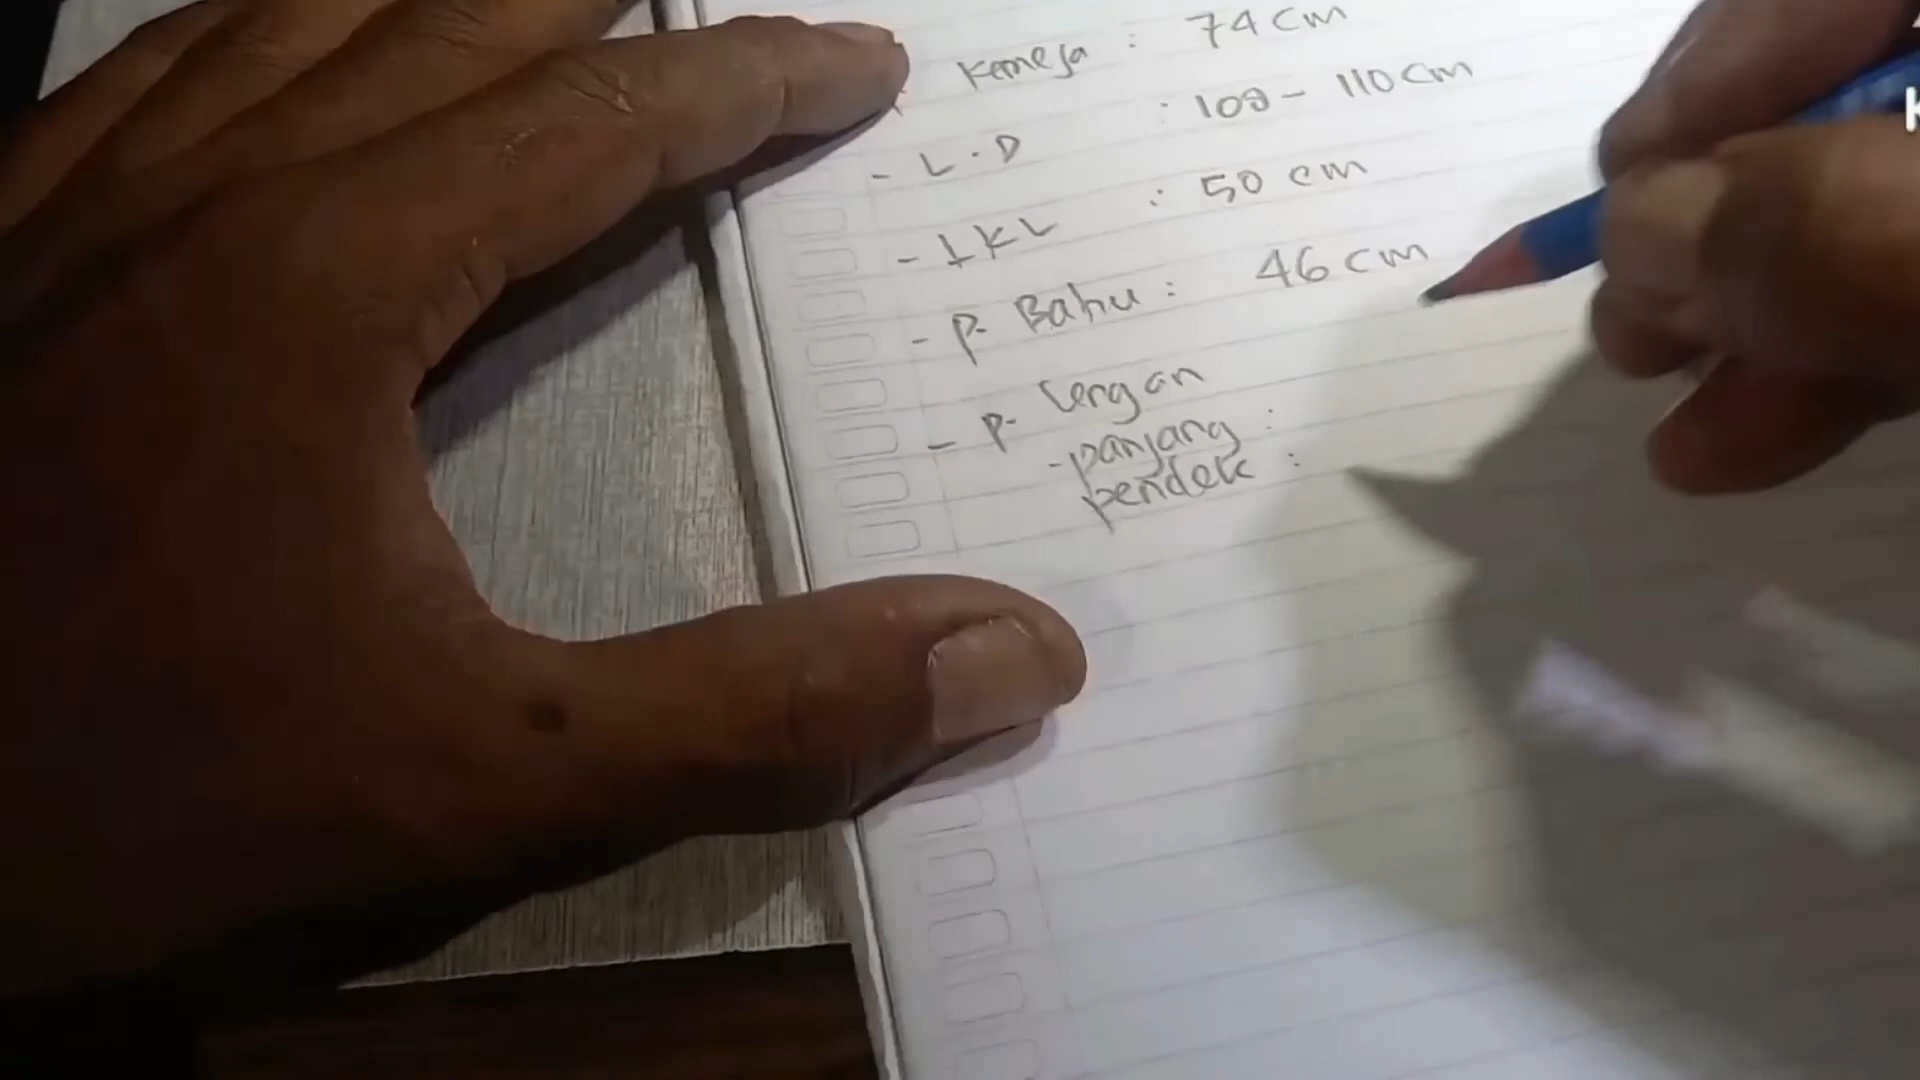 Kemeja : 74 cm
- L.D : 108 - 110 cm
- LKL : 50 cm
- P. Bahu : 46 cm
- P. Lengan
- panjang :
pendek :